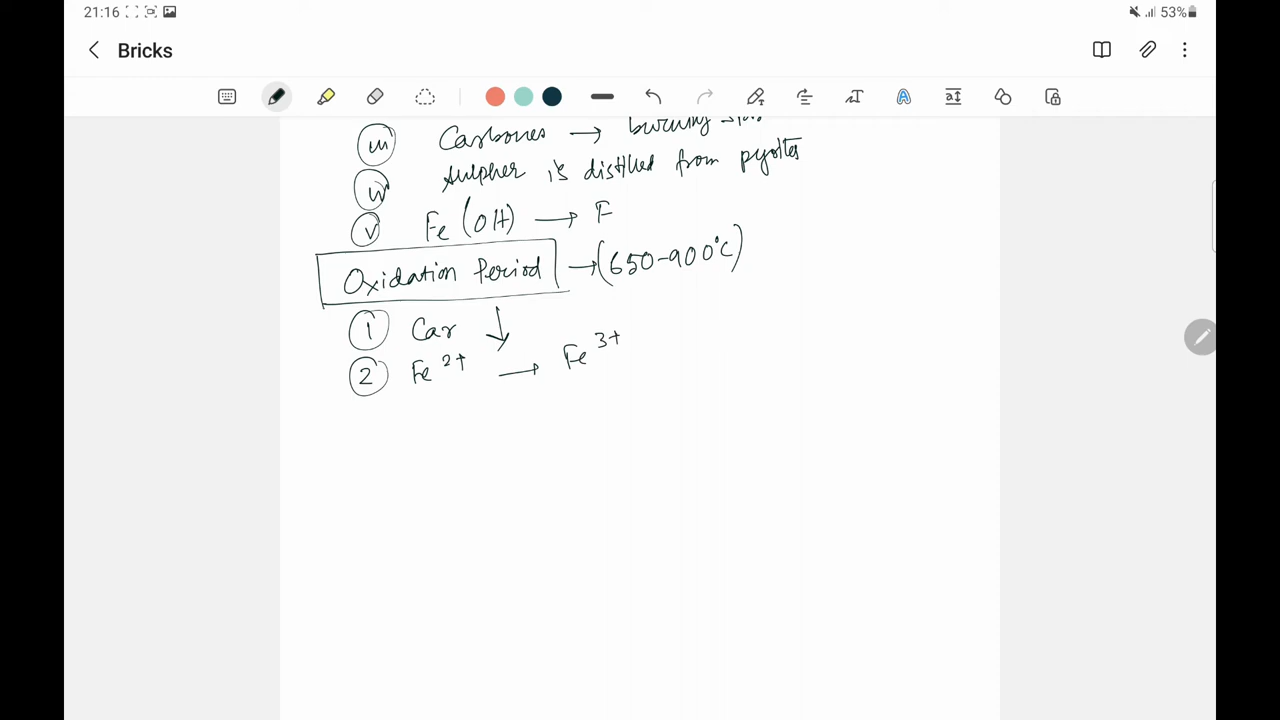 21:16 53%
Bricks
Carbones → burning
(iv) sulpher is distilled from pyrites
(v) Fe (OH) → F
Oxidation Period → (650-900°C)
(1) Car ↓
(2) Fe 2+ → Fe 3+